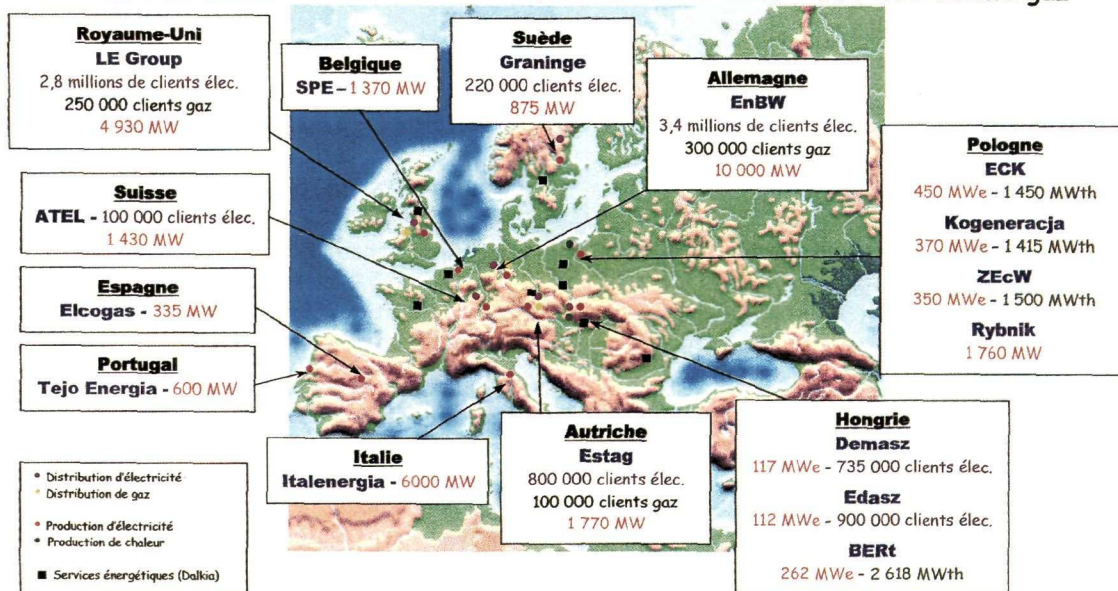 gaz
Royaume-Uni
LE Group
2,8 millions de clients élec.
250 000 clients gaz
4 930 MW
Belgique
SPE – 1 370 MW
Suède
Graninge
220 000 clients élec.
875 MW
Allemagne
EnBW
3,4 millions de clients élec.
300 000 clients gaz
10 000 MW
Pologne
ECK
450 MWe - 1 450 MWth
Kogeneracja
370 MWe - 1 415 MWth
ZEcW
350 MWe - 1 500 MWth
Rybnik
1 760 MW
Suisse
ATEL - 100 000 clients élec.
1 430 MW
Espagne
Elcogas - 335 MW
Portugal
Tejo Energia - 600 MW
Italie
Italenergia - 6000 MW
Autriche
Estag
800 000 clients élec.
100 000 clients gaz
1 770 MW
Hongrie
Demasz
117 MWe - 735 000 clients élec.
Edasz
112 MWe - 900 000 clients élec.
BERt
262 MWe - 2 618 MWth
Distribution d'électricité
Distribution de gaz
Production d'électricité
Production de chaleur
Services énergétiques (Dalkia)